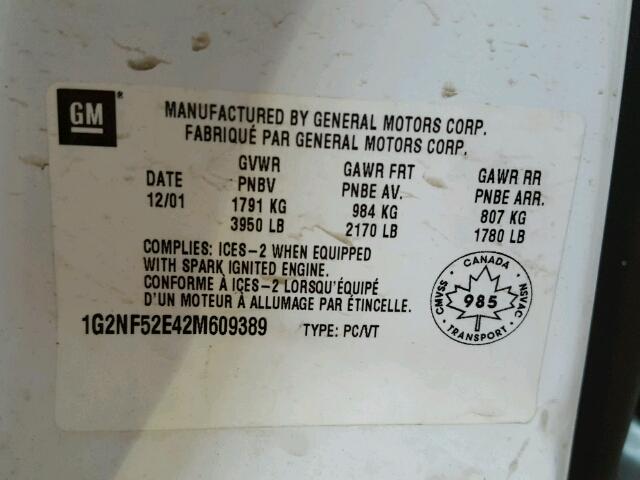 GM
MANUFACTURED BY GENERAL MOTORS CORP.
FABRIQUÉ PAR GENERAL MOTORS CORP.
GVWR GAWR FRT GAWR RR
DATE PNBV PNBE AV. PNBE ARR.
12/01 1791 KG 984 KG 807 KG
3950 LB 2170 LB 1780 LB
COMPLIES: ICES-2 WHEN EQUIPPED
WITH SPARK IGNITED ENGINE.
CONFORME À ICES-2 LORSQU'ÉQUIPÉ
D'UN MOTEUR À ALLUMAGE PAR ÉTINCELLE.
1G2NF52E42M609389 TYPE: PC/VT
CANADA
CMVSS 985 NSVAC
TRANSPORT